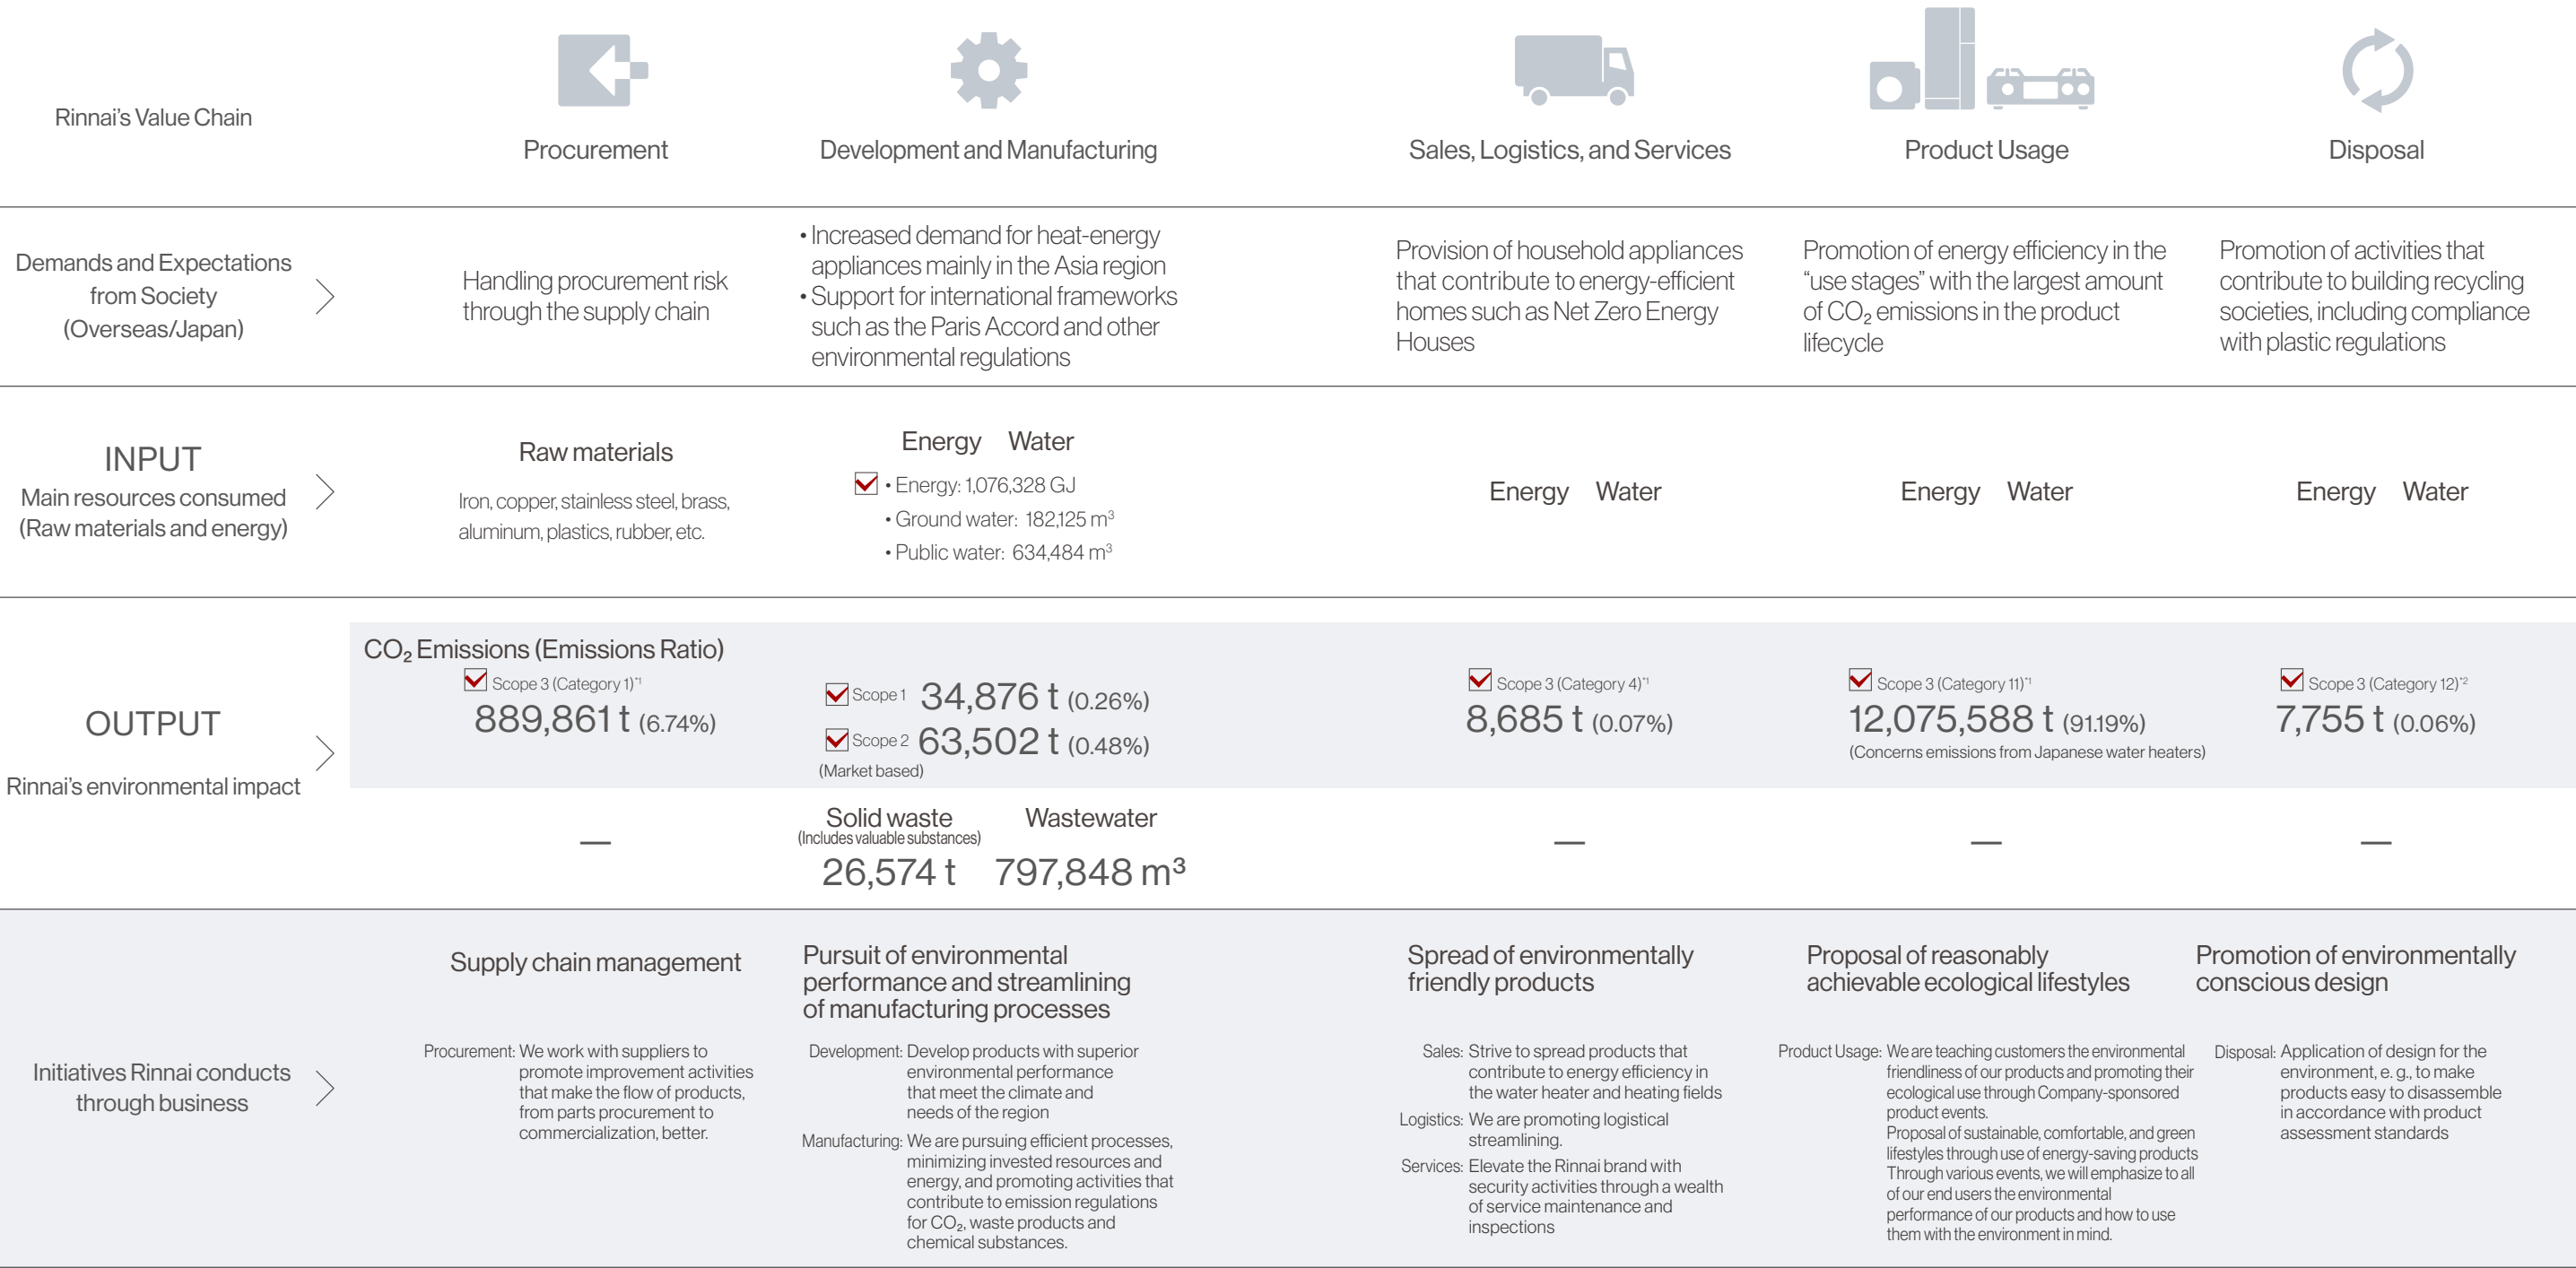 Rinnai's Value Chain
Procurement
Development and Manufacturing
Sales, Logistics, and Services
Product Usage
Disposal
Demands and Expectations
from Society
(Overseas/Japan)
Handling procurement risk
through the supply chain
• Increased demand for heat-energy
appliances mainly in the Asia region
• Support for international frameworks
such as the Paris Accord and other
environmental regulations
Provision of household appliances
that contribute to energy-efficient
homes such as Net Zero Energy
Houses
Promotion of energy efficiency in the
“use stages” with the largest amount
of CO₂ emissions in the product
lifecycle
Promotion of activities that
contribute to building recycling
societies, including compliance
with plastic regulations
INPUT
Main resources consumed
(Raw materials and energy)
Raw materials
Iron, copper, stainless steel, brass,
aluminum, plastics, rubber, etc.
Energy Water
• Energy: 1,076,328 GJ
• Ground water: 182,125 m³
• Public water: 634,484 m³
Energy Water
Energy Water
Energy Water
OUTPUT
Rinnai's environmental impact
CO₂ Emissions (Emissions Ratio)
Scope 3 (Category 1)*1
889,861 t (6.74%)
Scope 1 34,876 t (0.26%)
Scope 2 63,502 t (0.48%)
(Market based)
Scope 3 (Category 4)*1
8,685 t (0.07%)
Scope 3 (Category 11)*1
12,075,588 t (91.19%)
(Concerns emissions from Japanese water heaters)
Scope 3 (Category 12)*2
7,755 t (0.06%)
—
Solid waste
(Includes valuable substances)
26,574 t
Wastewater
797,848 m³
—
—
—
Initiatives Rinnai conducts
through business
Supply chain management
Procurement: We work with suppliers to
promote improvement activities
that make the flow of products,
from parts procurement to
commercialization, better.
Pursuit of environmental
performance and streamlining
of manufacturing processes
Development: Develop products with superior
environmental performance
that meet the climate and
needs of the region
Manufacturing: We are pursuing efficient processes,
minimizing invested resources and
energy, and promoting activities that
contribute to emission regulations
for CO₂, waste products and
chemical substances.
Spread of environmentally
friendly products
Sales: Strive to spread products that
contribute to energy efficiency in
the water heater and heating fields
Logistics: We are promoting logistical
streamlining.
Services: Elevate the Rinnai brand with
security activities through a wealth
of service maintenance and
inspections
Proposal of reasonably
achievable ecological lifestyles
Product Usage: We are teaching customers the environmental
friendliness of our products and promoting their
ecological use through Company-sponsored
product events.
Proposal of sustainable, comfortable, and green
lifestyles through use of energy-saving products
Through various events, we will emphasize to all
of our end users the environmental
performance of our products and how to use
them with the environment in mind.
Promotion of environmentally
conscious design
Disposal: Application of design for the
environment, e. g., to make
products easy to disassemble
in accordance with product
assessment standards